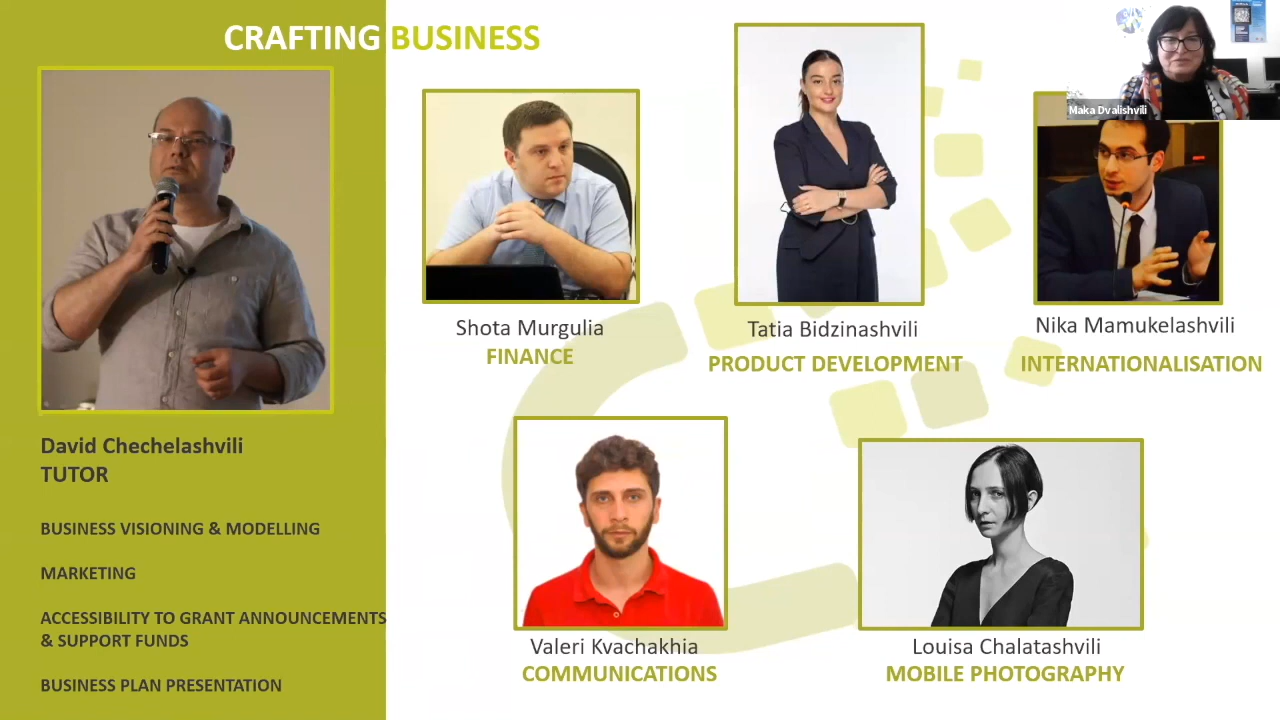 CRAFTING BUSINESS
Maka Dvalishvili
David Chechelashvili
TUTOR
BUSINESS VISIONING & MODELLING
MARKETING
ACCESSIBILITY TO GRANT ANNOUNCEMENTS
& SUPPORT FUNDS
BUSINESS PLAN PRESENTATION
Shota Murgulia
FINANCE
Tatia Bidzinashvili
PRODUCT DEVELOPMENT
Nika Mamukelashvili
INTERNATIONALISATION
Valeri Kvachakhia
COMMUNICATIONS
Louisa Chalatashvili
MOBILE PHOTOGRAPHY